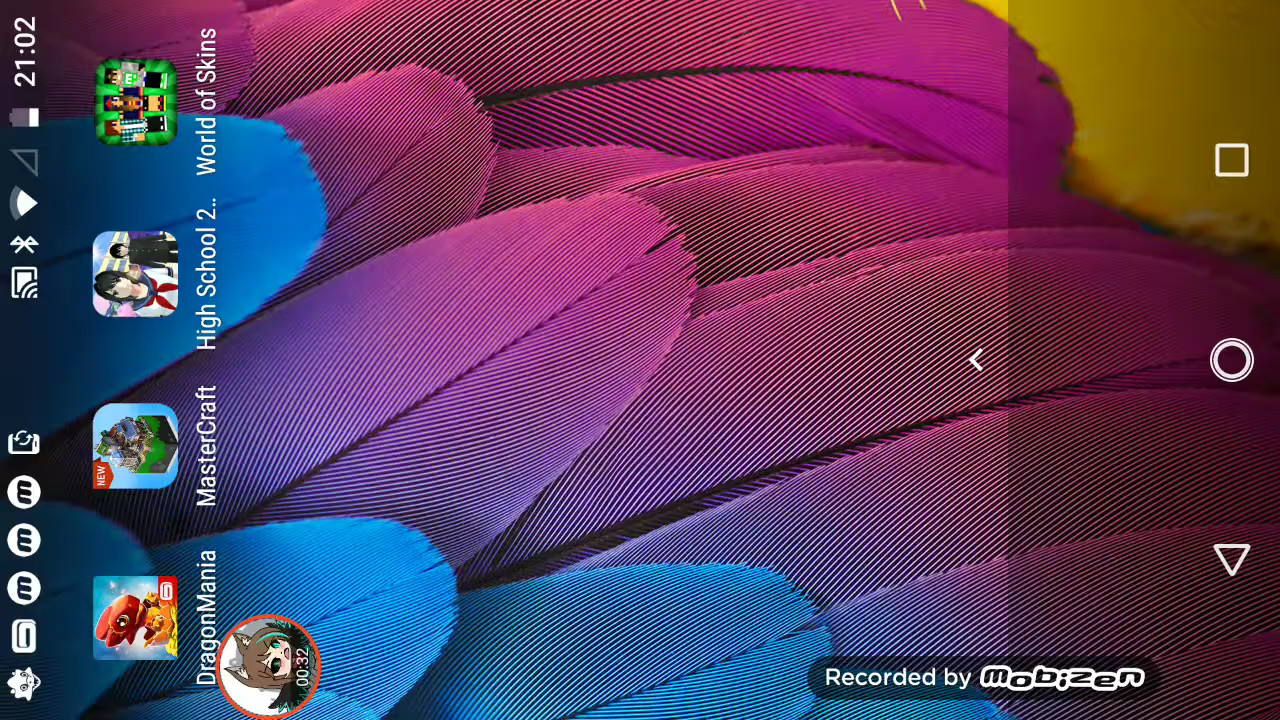 21:02
DragonMania
MasterCraft
NEW
High School 2..
World of Skins
E
00:32
Recorded by mobizen